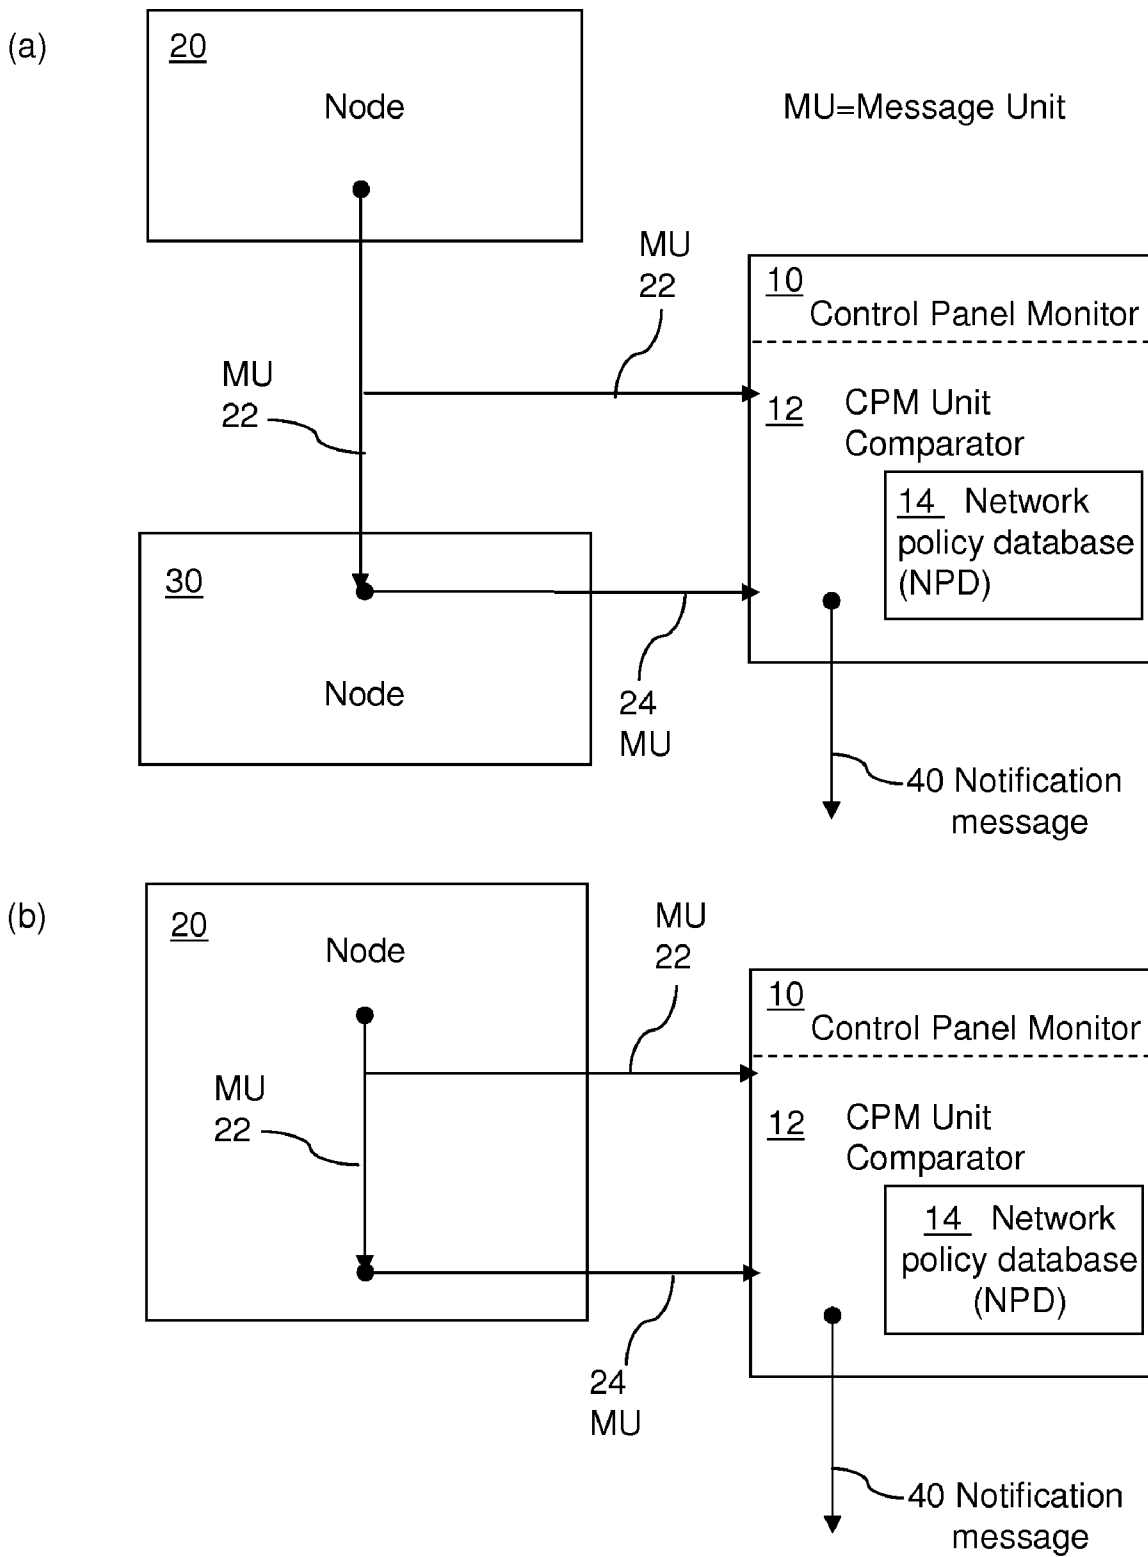 (a)
20
Node
MU=Message Unit
MU
22
10
Control Panel Monitor
MU
22
12 CPM Unit
Comparator
14 Network
policy database
(NPD)
30
Node
24
MU
40 Notification
message
(b)
20
Node
MU
22
10
Control Panel Monitor
MU
22
12 CPM Unit
Comparator
14 Network
policy database
(NPD)
24
MU
40 Notification
message